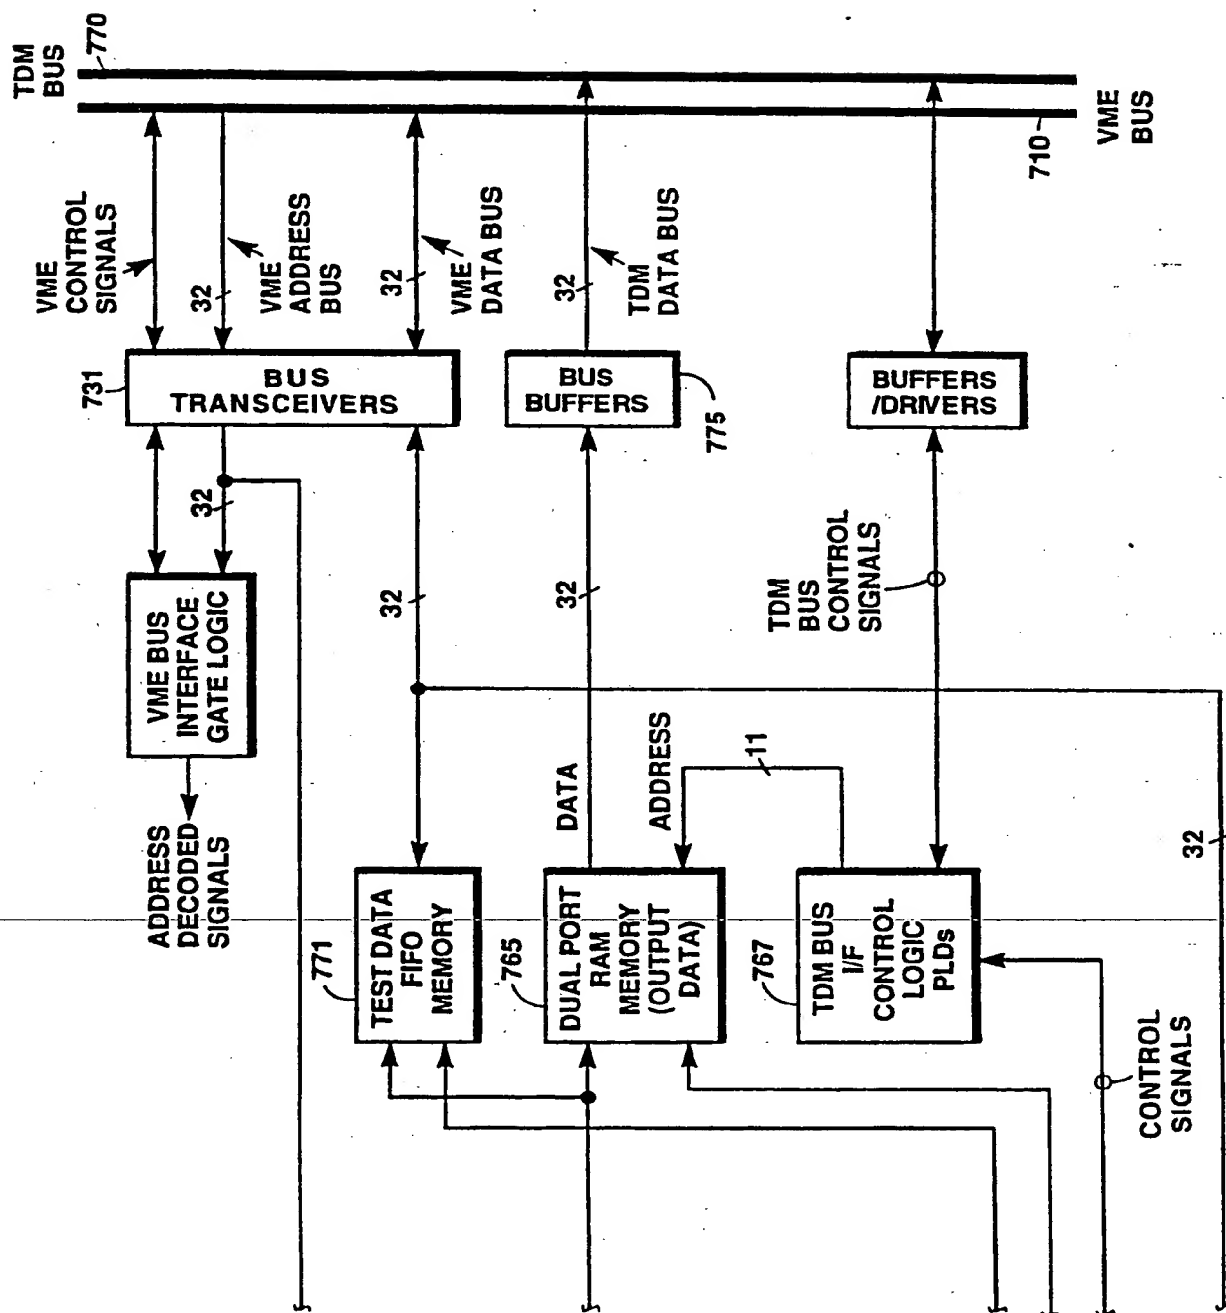 TDM
BUS
770
VME
CONTROL
SIGNALS
32
VME
ADDRESS
BUS
32
VME
DATA BUS
32
TDM
DATA BUS
710
VME
BUS
731
BUS
TRANSCEIVERS
BUS
BUFFERS
775
BUFFERS
/DRIVERS
32
VME BUS
INTERFACE
GATE LOGIC
32
32
TDM
BUS
CONTROL
SIGNALS
ADDRESS
DECODED
SIGNALS
DATA
ADDRESS
11
32
771
TEST DATA
FIFO
MEMORY
765
DUAL PORT
RAM
MEMORY
(OUTPUT
DATA)
767
TDM BUS
I/F
CONTROL
LOGIC
PLDs
CONTROL
SIGNALS